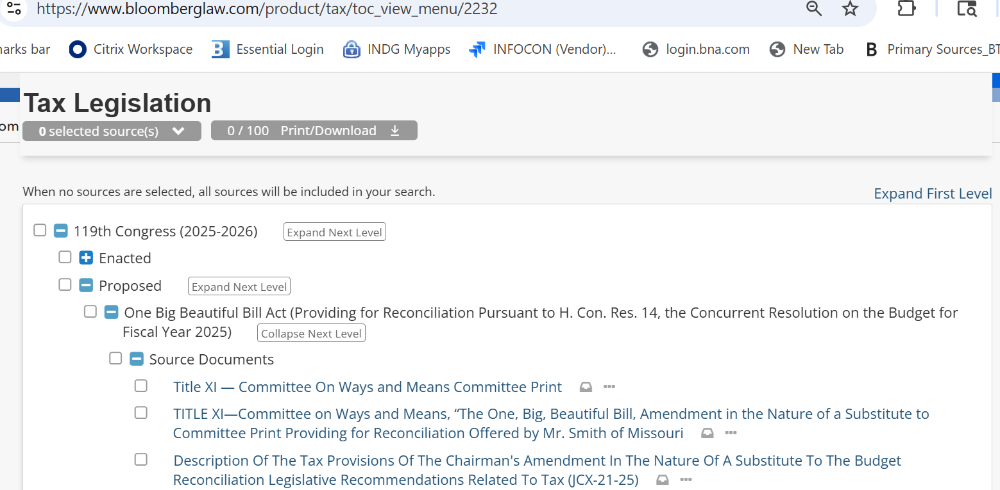 https://www.bloomberglaw.com/product/tax/toc_view_menu/2232
arks bar Citrix Workspace Essential Login INDG Myapps INFOCON (Vendor)... login.bna.com New Tab B Primary Sources_BT
Tax Legislation
om 0 selected source(s) 0 / 100 Print/Download
When no sources are selected, all sources will be included in your search.
Expand First Level
119th Congress (2025-2026) Expand Next Level
Enacted
Proposed Expand Next Level
One Big Beautiful Bill Act (Providing for Reconciliation Pursuant to H. Con. Res. 14, the Concurrent Resolution on the Budget for
Fiscal Year 2025) Collapse Next Level
Source Documents
Title XI — Committee On Ways and Means Committee Print
TITLE XI—Committee on Ways and Means, “The One, Big, Beautiful Bill, Amendment in the Nature of a Substitute to
Committee Print Providing for Reconciliation Offered by Mr. Smith of Missouri
Description Of The Tax Provisions Of The Chairman's Amendment In The Nature Of A Substitute To The Budget
Reconciliation Legislative Recommendations Related To Tax (JCX-21-25)